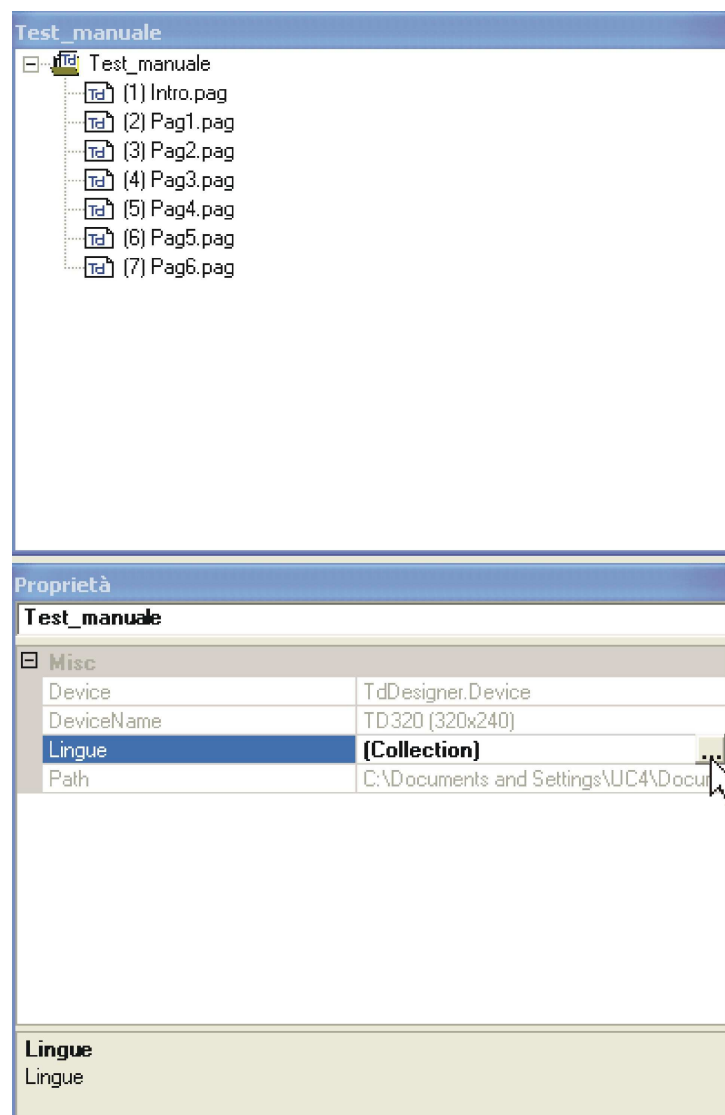 Test_manuale
Test_manuale
(1) Intro.pag
(2) Pag1.pag
(3) Pag2.pag
(4) Pag3.pag
(5) Pag4.pag
(6) Pag5.pag
(7) Pag6.pag
Proprietà
Test_manuale
Misc
Device TdDesigner.Device
DeviceName TD320 (320x240)
Lingue (Collection) ...
Path C:\Documents and Settings\UC4\Docu
Lingue
Lingue